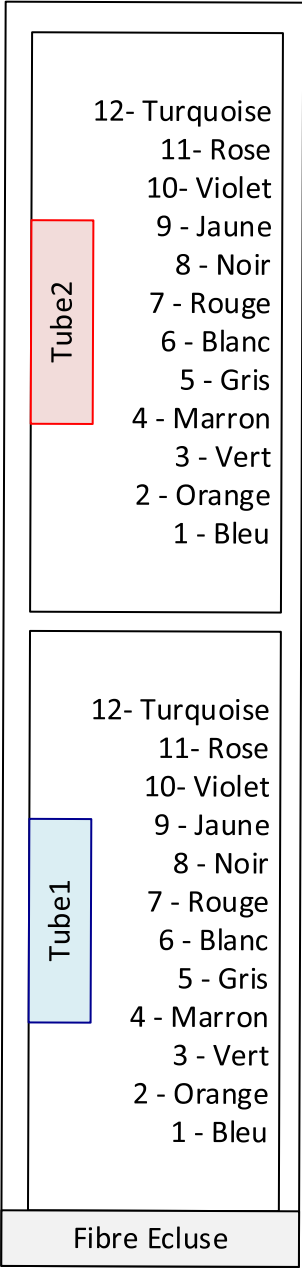 12- Turquoise
11- Rose
10- Violet
9 - Jaune
8 - Noir
7 - Rouge
6 - Blanc
5 - Gris
4 - Marron
3 - Vert
2 - Orange
1 - Bleu
Tube2
12- Turquoise
11- Rose
10- Violet
9 - Jaune
8 - Noir
7 - Rouge
6 - Blanc
5 - Gris
4 - Marron
3 - Vert
2 - Orange
1 - Bleu
Tube1
Fibre Ecluse